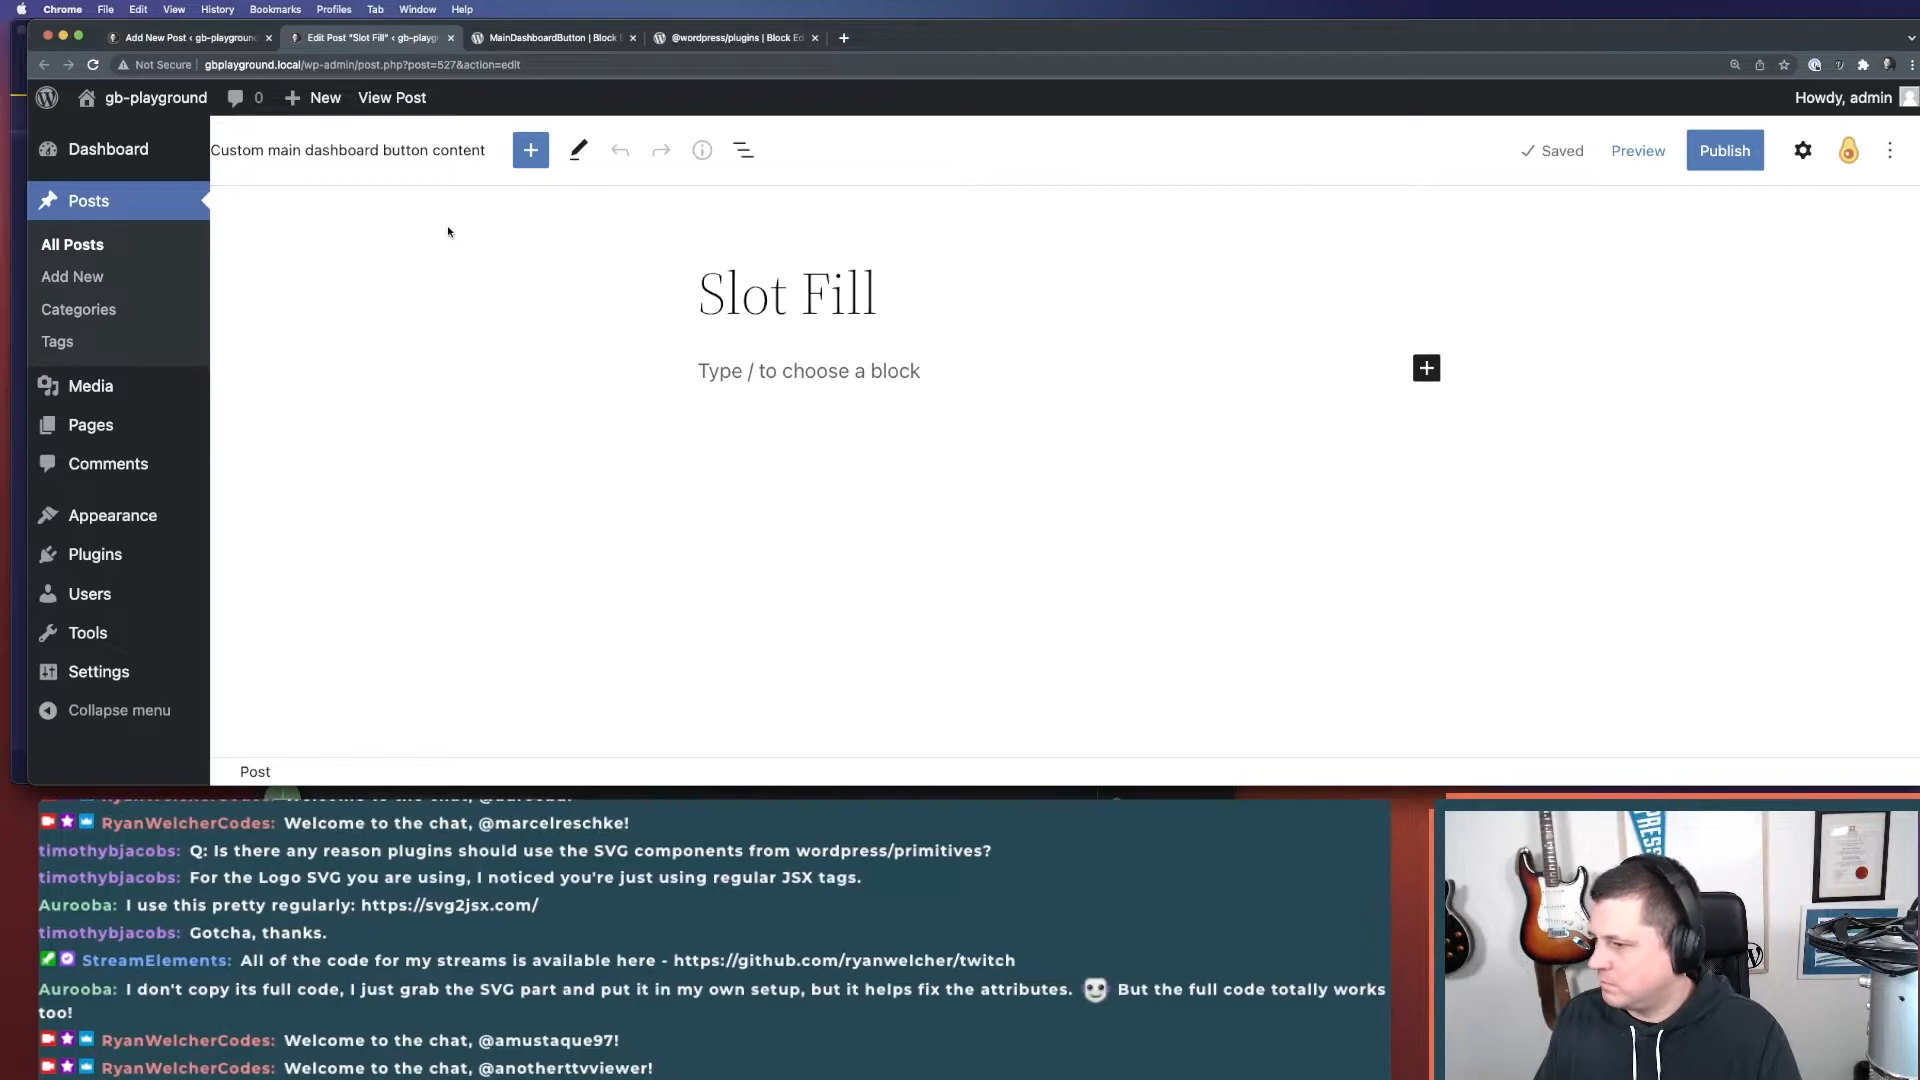 Chrome File Edit View History Bookmarks Profiles Tab Window Help
Add New Post < gb-playground Edit Post "Slot Fill" < gb-playg MainDashboardButton | Block @wordpress/plugins | Block Ed
Not Secure | gbplayground.local/wp-admin/post.php?post=527&action=edit
gb-playground 0 New View Post Howdy, admin
Dashboard
Custom main dashboard button content Saved Preview Publish
Posts
All Posts
Add New
Categories
Tags
Media
Pages
Comments
Appearance
Plugins
Users
Tools
Settings
Collapse menu
Slot Fill
Type / to choose a block
Post
RyanWelcherCodes: Welcome to the chat, @marcelreschke!
timothybjacobs: Q: Is there any reason plugins should use the SVG components from wordpress/primitives?
timothybjacobs: For the Logo SVG you are using, I noticed you're just using regular JSX tags.
Aurooba: I use this pretty regularly: https://svg2jsx.com/
timothybjacobs: Gotcha, thanks.
StreamElements: All of the code for my streams is available here - https://github.com/ryanwelcher/twitch
Aurooba: I don't copy its full code, I just grab the SVG part and put it in my own setup, but it helps fix the attributes. But the full code totally works
too!
RyanWelcherCodes: Welcome to the chat, @amustaque97!
RyanWelcherCodes: Welcome to the chat, @anotherttvviewer!